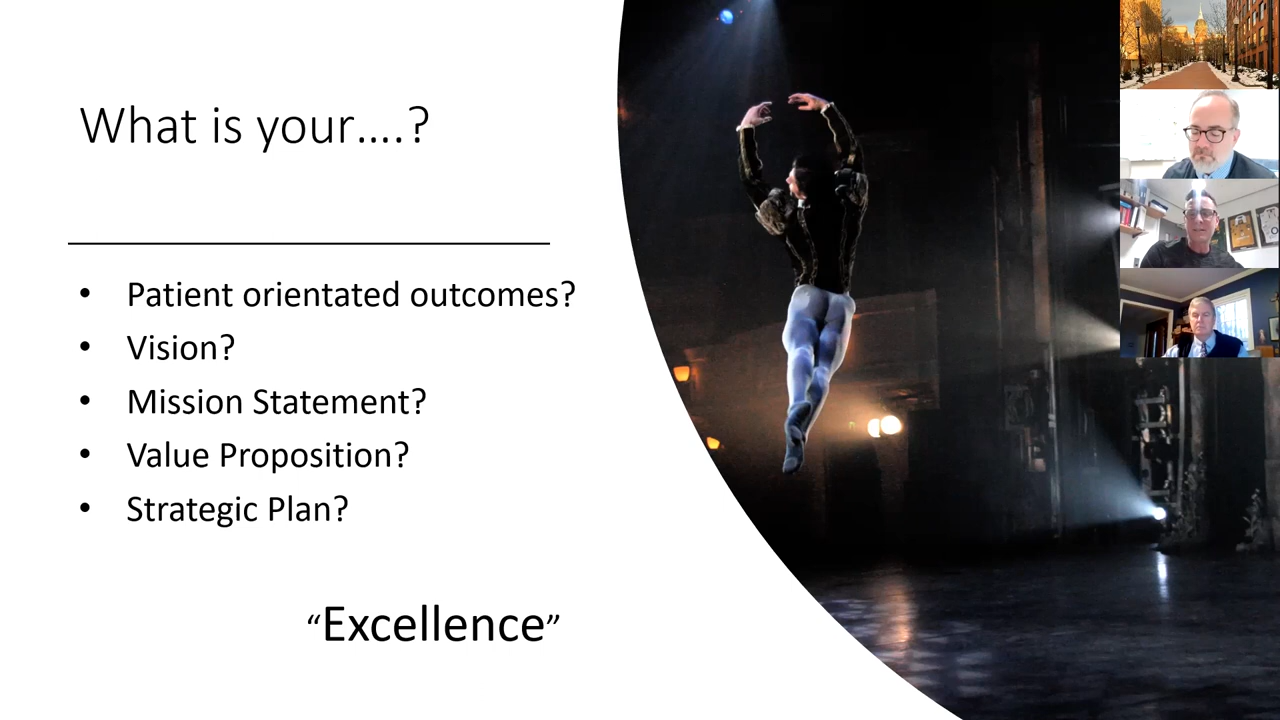 What is your....?
• Patient orientated outcomes?
• Vision?
• Mission Statement?
• Value Proposition?
• Strategic Plan?
“Excellence”